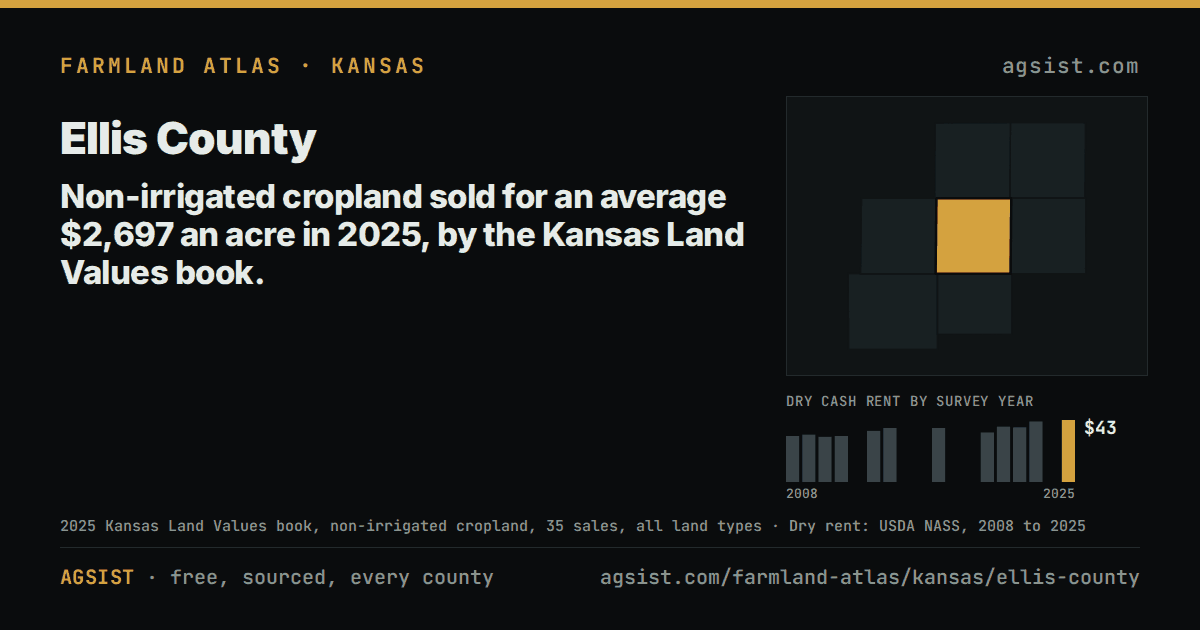 FARMLAND ATLAS · KANSAS
agsist.com
Ellis County
Non-irrigated cropland sold for an average
$2,697 an acre in 2025, by the Kansas Land
Values book.
DRY CASH RENT BY SURVEY YEAR
$43
2008
2025
2025 Kansas Land Values book, non-irrigated cropland, 35 sales, all land types · Dry rent: USDA NASS, 2008 to 2025
AGSIST · free, sourced, every county
agsist.com/farmland-atlas/kansas/ellis-county